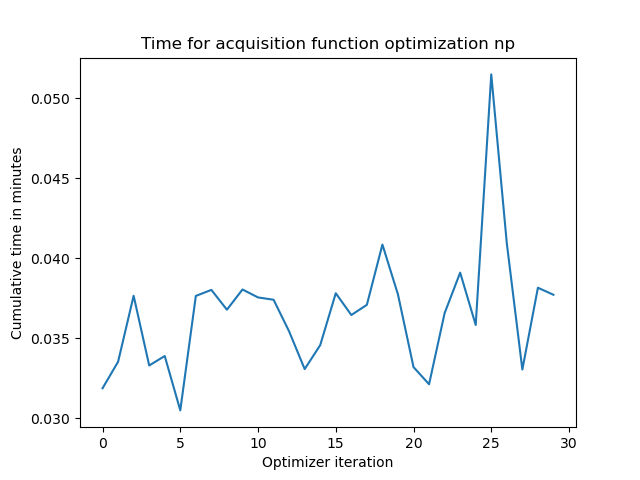 Time for acquisition function optimization np
Cumulative time in minutes
0.050
0.045
0.040
0.035
0.030
0 5 10 15 20 25 30
Optimizer iteration